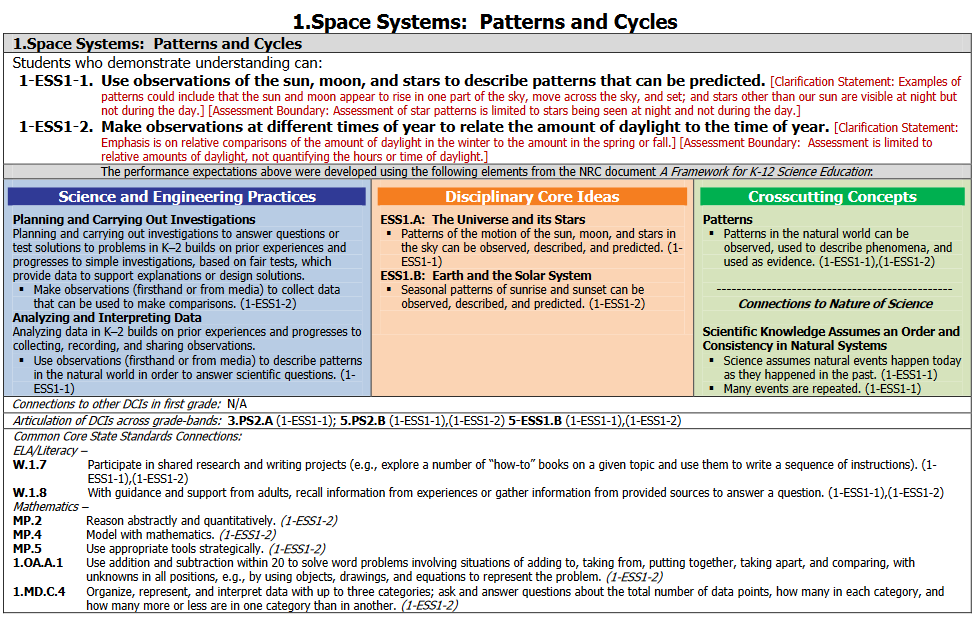 1.Space Systems:  Patterns and Cycles
1.Space Systems:  Patterns and Cycles
Students who demonstrate understanding can:
1-ESS1-1. Use observations of the sun, moon, and stars to describe patterns that can be predicted. [Clarification Statement: Examples of
patterns could include that the sun and moon appear to rise in one part of the sky, move across the sky, and set; and stars other than our sun are visible at night but
not during the day.] [Assessment Boundary: Assessment of star patterns is limited to stars being seen at night and not during the day.]
1-ESS1-2. Make observations at different times of year to relate the amount of daylight to the time of year. [Clarification Statement:
Emphasis is on relative comparisons of the amount of daylight in the winter to the amount in the spring or fall.] [Assessment Boundary:  Assessment is limited to
relative amounts of daylight, not quantifying the hours or time of daylight.]
The performance expectations above were developed using the following elements from the NRC document A Framework for K-12 Science Education:
Science and Engineering Practices
Planning and Carrying Out Investigations
Planning and carrying out investigations to answer questions or
test solutions to problems in K–2 builds on prior experiences and
progresses to simple investigations, based on fair tests, which
provide data to support explanations or design solutions.
▪ Make observations (firsthand or from media) to collect data
that can be used to make comparisons. (1-ESS1-2)
Analyzing and Interpreting Data
Analyzing data in K–2 builds on prior experiences and progresses to
collecting, recording, and sharing observations.
▪ Use observations (firsthand or from media) to describe patterns
in the natural world in order to answer scientific questions. (1-
ESS1-1)
Disciplinary Core Ideas
ESS1.A:  The Universe and its Stars
▪ Patterns of the motion of the sun, moon, and stars in
the sky can be observed, described, and predicted. (1-
ESS1-1)
ESS1.B:  Earth and the Solar System
▪ Seasonal patterns of sunrise and sunset can be
observed, described, and predicted. (1-ESS1-2)
Crosscutting Concepts
Patterns
▪ Patterns in the natural world can be
observed, used to describe phenomena, and
used as evidence. (1-ESS1-1),(1-ESS1-2)
-----------------------------------------------
Connections to Nature of Science
Scientific Knowledge Assumes an Order and
Consistency in Natural Systems
▪ Science assumes natural events happen today
as they happened in the past. (1-ESS1-1)
▪ Many events are repeated. (1-ESS1-1)
Connections to other DCIs in first grade:  N/A
Articulation of DCIs across grade-bands: 3.PS2.A (1-ESS1-1); 5.PS2.B (1-ESS1-1),(1-ESS1-2) 5-ESS1.B (1-ESS1-1),(1-ESS1-2)
Common Core State Standards Connections:
ELA/Literacy –
W.1.7 Participate in shared research and writing projects (e.g., explore a number of “how-to” books on a given topic and use them to write a sequence of instructions). (1-
ESS1-1),(1-ESS1-2)
W.1.8 With guidance and support from adults, recall information from experiences or gather information from provided sources to answer a question. (1-ESS1-1),(1-ESS1-2)
Mathematics –
MP.2 Reason abstractly and quantitatively. (1-ESS1-2)
MP.4 Model with mathematics. (1-ESS1-2)
MP.5 Use appropriate tools strategically. (1-ESS1-2)
1.OA.A.1 Use addition and subtraction within 20 to solve word problems involving situations of adding to, taking from, putting together, taking apart, and comparing, with
unknowns in all positions, e.g., by using objects, drawings, and equations to represent the problem. (1-ESS1-2)
1.MD.C.4 Organize, represent, and interpret data with up to three categories; ask and answer questions about the total number of data points, how many in each category, and
how many more or less are in one category than in another. (1-ESS1-2)